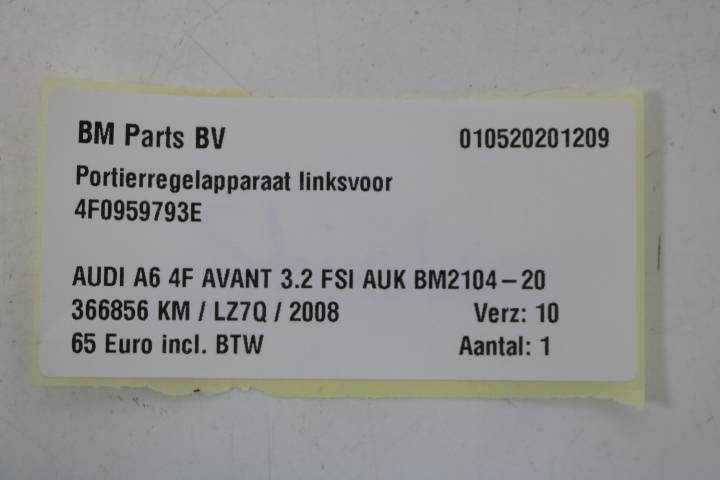 BM Parts BV 010520201209
Portierregelapparaat linksvoor
4F0959793E
AUDI A6 4F AVANT 3.2 FSI AUK BM2104-20
366856 KM / LZ7Q / 2008 Verz: 10
65 Euro incl. BTW Aantal: 1